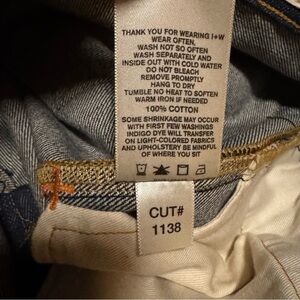 THANK YOU FOR WEARING I+W
WEAR OFTEN,
WASH NOT SO OFTEN
WASH SEPARATELY AND
INSIDE OUT WITH COLD WATER
DO NOT BLEACH
REMOVE PROMPTLY
HANG TO DRY
TUMBLE NO HEAT TO SOFTEN
WARM IRON IF NEEDED
100% COTTON
SOME SHRINKAGE MAY OCCUR
WITH FIRST FEW WASHINGS
INDIGO DYE WILL TRANSFER
ON LIGHT-COLORED FABRICS
AND UPHOLSTERY BE MINDFUL
OF WHERE YOU SIT
CUT#
1138